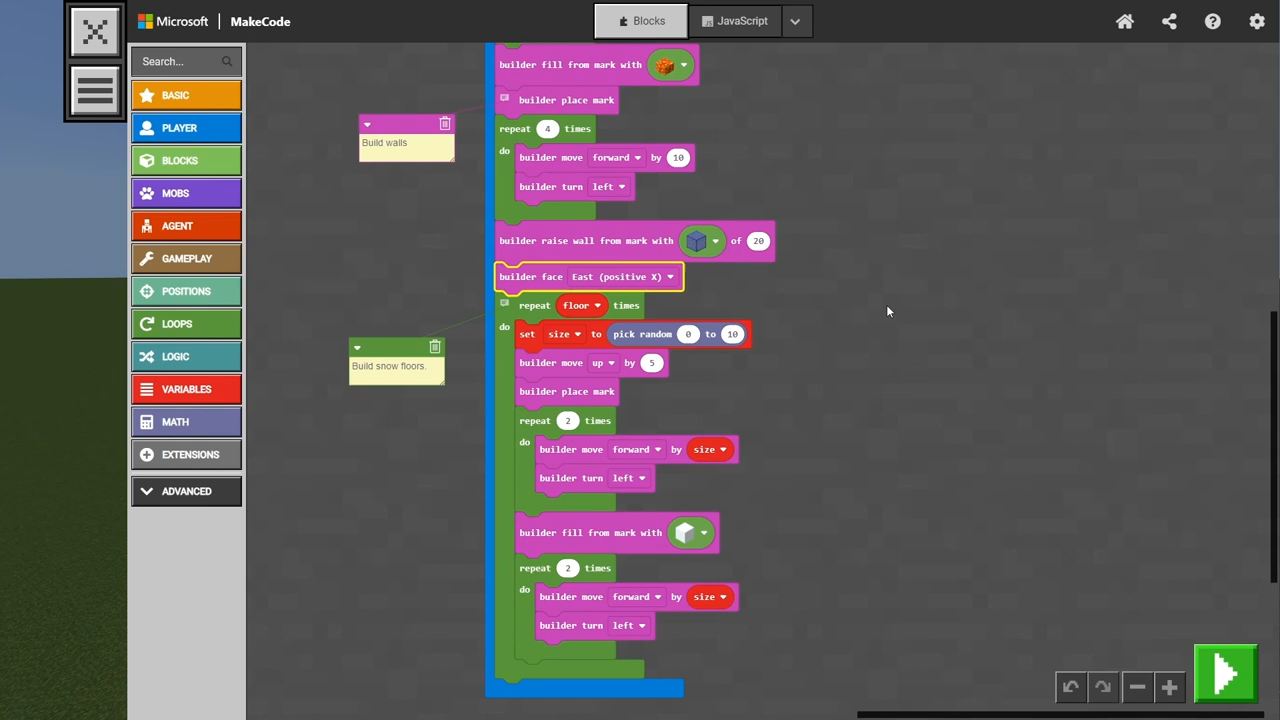 Microsoft | MakeCode
Blocks
JavaScript
Search...
BASIC
PLAYER
BLOCKS
MOBS
AGENT
GAMEPLAY
POSITIONS
LOOPS
LOGIC
VARIABLES
MATH
EXTENSIONS
ADVANCED
Build walls
Build snow floors.
builder fill from mark with
builder place mark
repeat 4 times
do
builder move forward by 10
builder turn left
builder raise wall from mark with of 20
builder face East (positive X)
repeat floor times
do
set size to pick random 0 to 10
builder move up by 5
builder place mark
repeat 2 times
do
builder move forward by size
builder turn left
builder fill from mark with
repeat 2 times
do
builder move forward by size
builder turn left